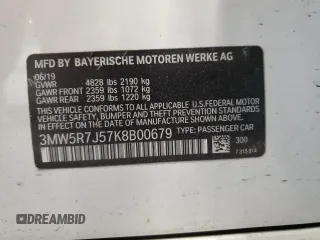 MFD BY BAYERISCHE MOTOREN WERKE AG
06/19
GVWR 4828 lbs 2190 kg
GAWR FRONT 2359 lbs 1072 kg
GAWR REAR 2359 lbs 1220 kg
THIS VEHICLE CONFORMS TO ALL APPLICABLE
U.S. FEDERAL MOTOR VEHICLE SAFETY, BUMPER,
AND THEFT PREVENTION STANDARDS IN EFFECT ON
THE DATE OF MANUFACTURE SHOWN ABOVE.
3MW5R7J57K8B00679 TYPE: PASSENGER CAR
300
©DREAMBID